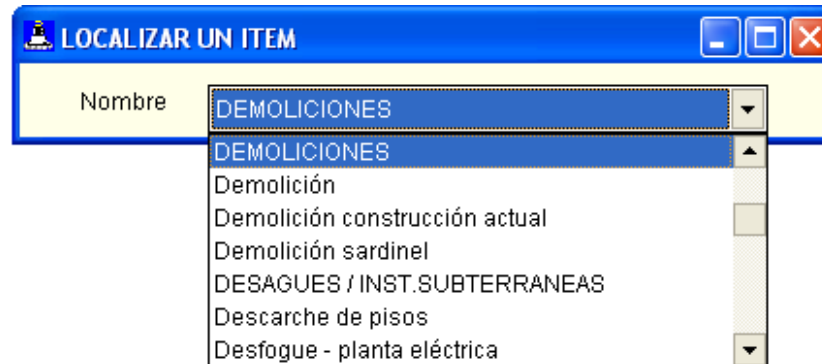 LOCALIZAR UN ITEM
Nombre DEMOLICIONES
DEMOLICIONES
Demolición
Demolición construcción actual
Demolición sardinel
DESAGUES / INST.SUBTERRANEAS
Descarche de pisos
Desfogue - planta eléctrica